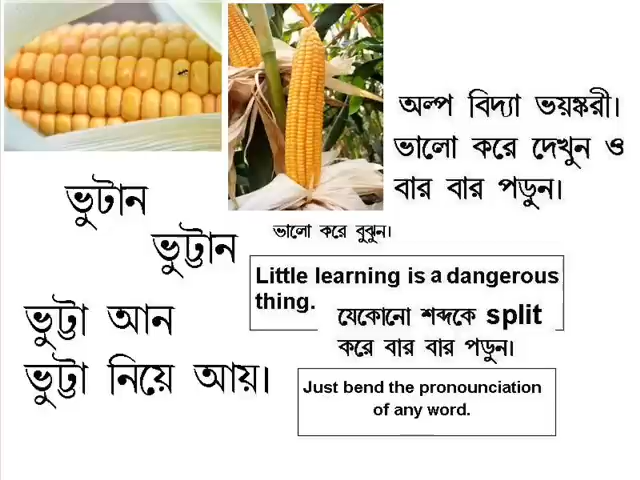 অল্প বিদ্যা ভয়ঙ্করী।
ভালো করে দেখুন ও
বার বার পড়ুন।
ভুটান
ভুট্টান
ভালো করে বুঝুন।
Little learning is a dangerous
thing.
ভুট্টা আন
যেকোনো শব্দকে split
করে বার বার পড়ুন।
ভুট্টা নিয়ে আয়।
Just bend the pronounciation
of any word.